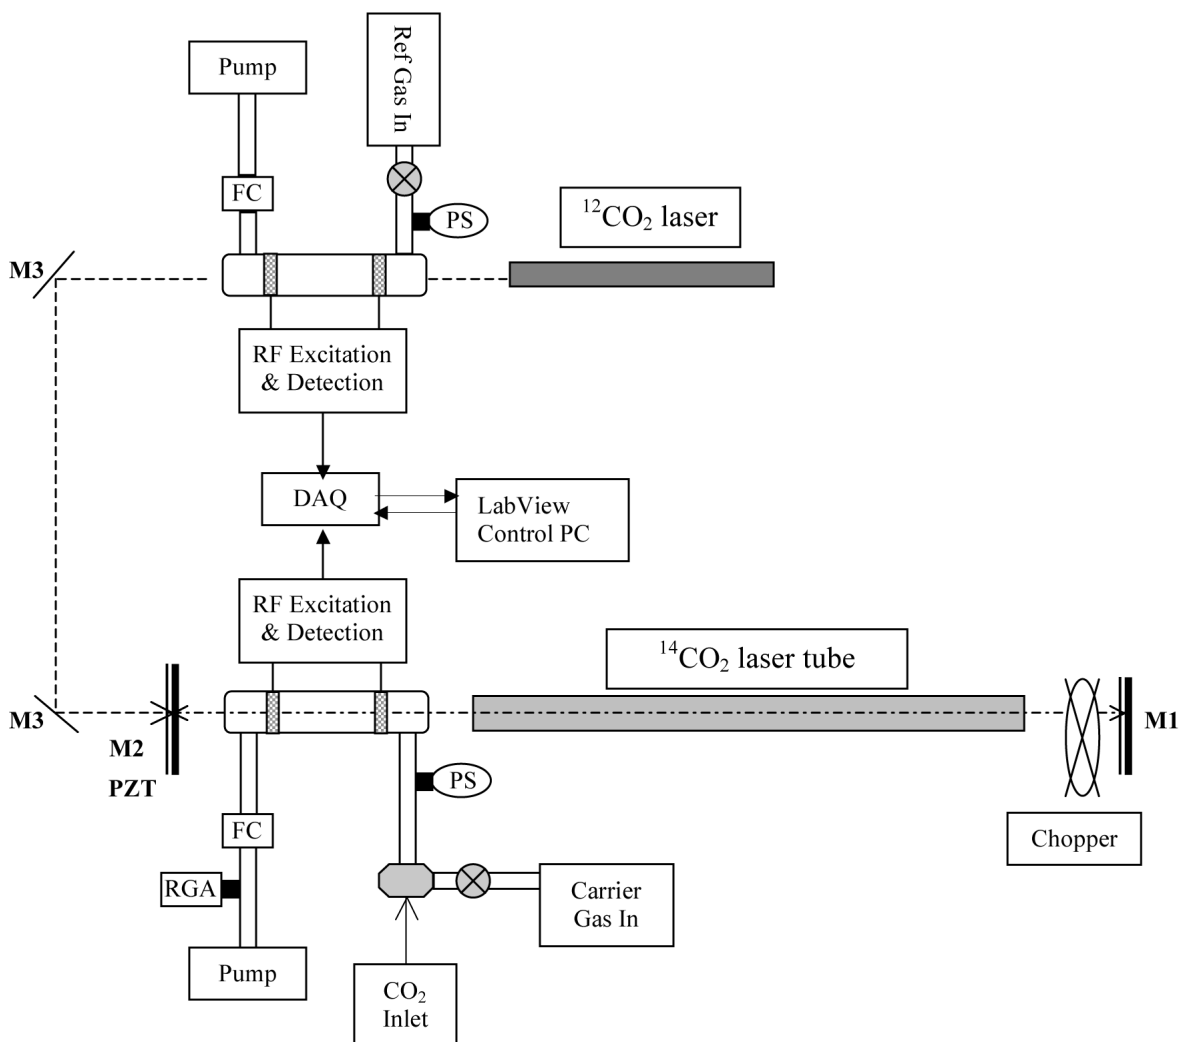 Pump
Ref Gas In
FC
PS
¹²CO₂ laser
M3
RF Excitation
& Detection
DAQ
LabView
Control PC
RF Excitation
& Detection
¹⁴CO₂ laser tube
M3
M2
PZT
M1
PS
FC
Chopper
RGA
Carrier
Gas In
Pump
CO₂
Inlet